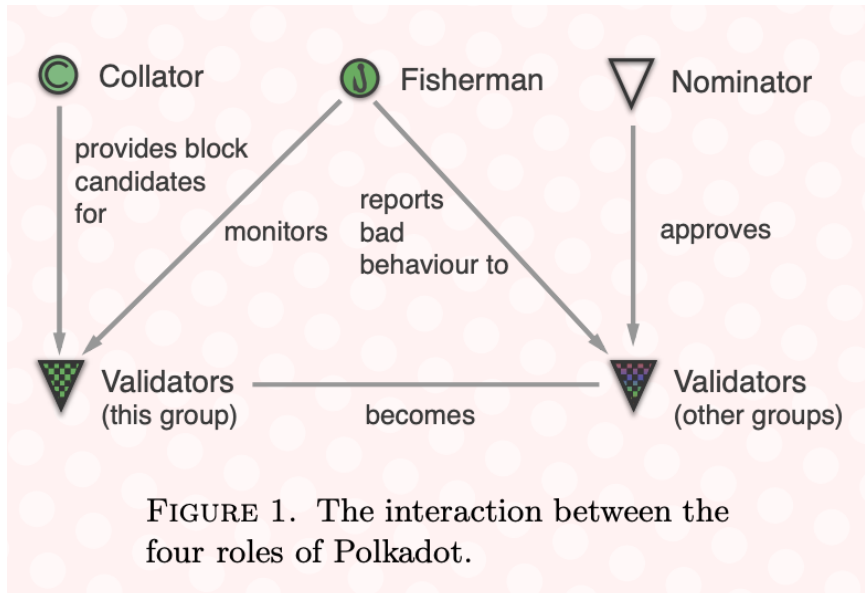 Collator
Fisherman
Nominator
provides block
candidates
for
monitors
reports
bad
behaviour to
approves
Validators
(this group)
becomes
Validators
(other groups)
FIGURE 1. The interaction between the
four roles of Polkadot.